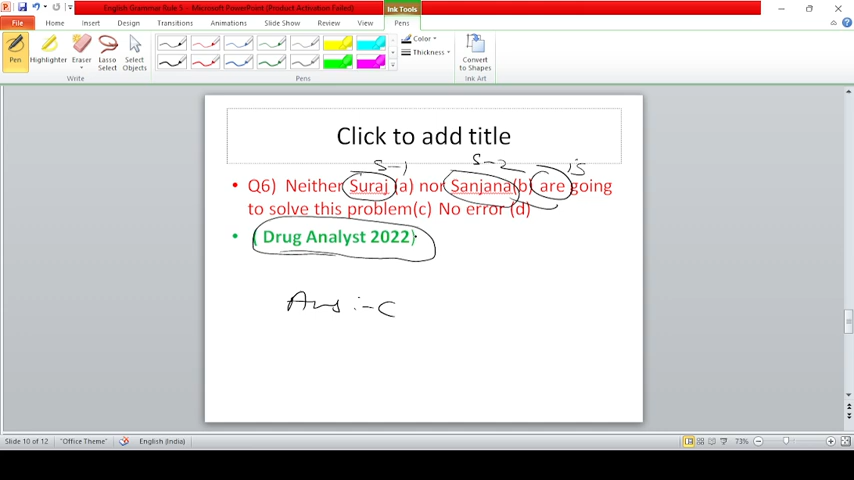 English Grammar Rule 5 - Microsoft PowerPoint (Product Activation Failed)
Ink Tools
File Home Insert Design Transitions Animations Slide Show Review View Pens
Pen Highlighter Eraser Lasso Select Select Objects
Color
Thickness
Convert to Shapes
Write Pens Ink Art
Click to add title
S-1 S-2 is
• Q6) Neither Suraj (a) nor Sanjana(b) are going
to solve this problem(c) No error (d)
• ( Drug Analyst 2022)
Ans :- C
Slide 10 of 12 "Office Theme" English (India) 73%